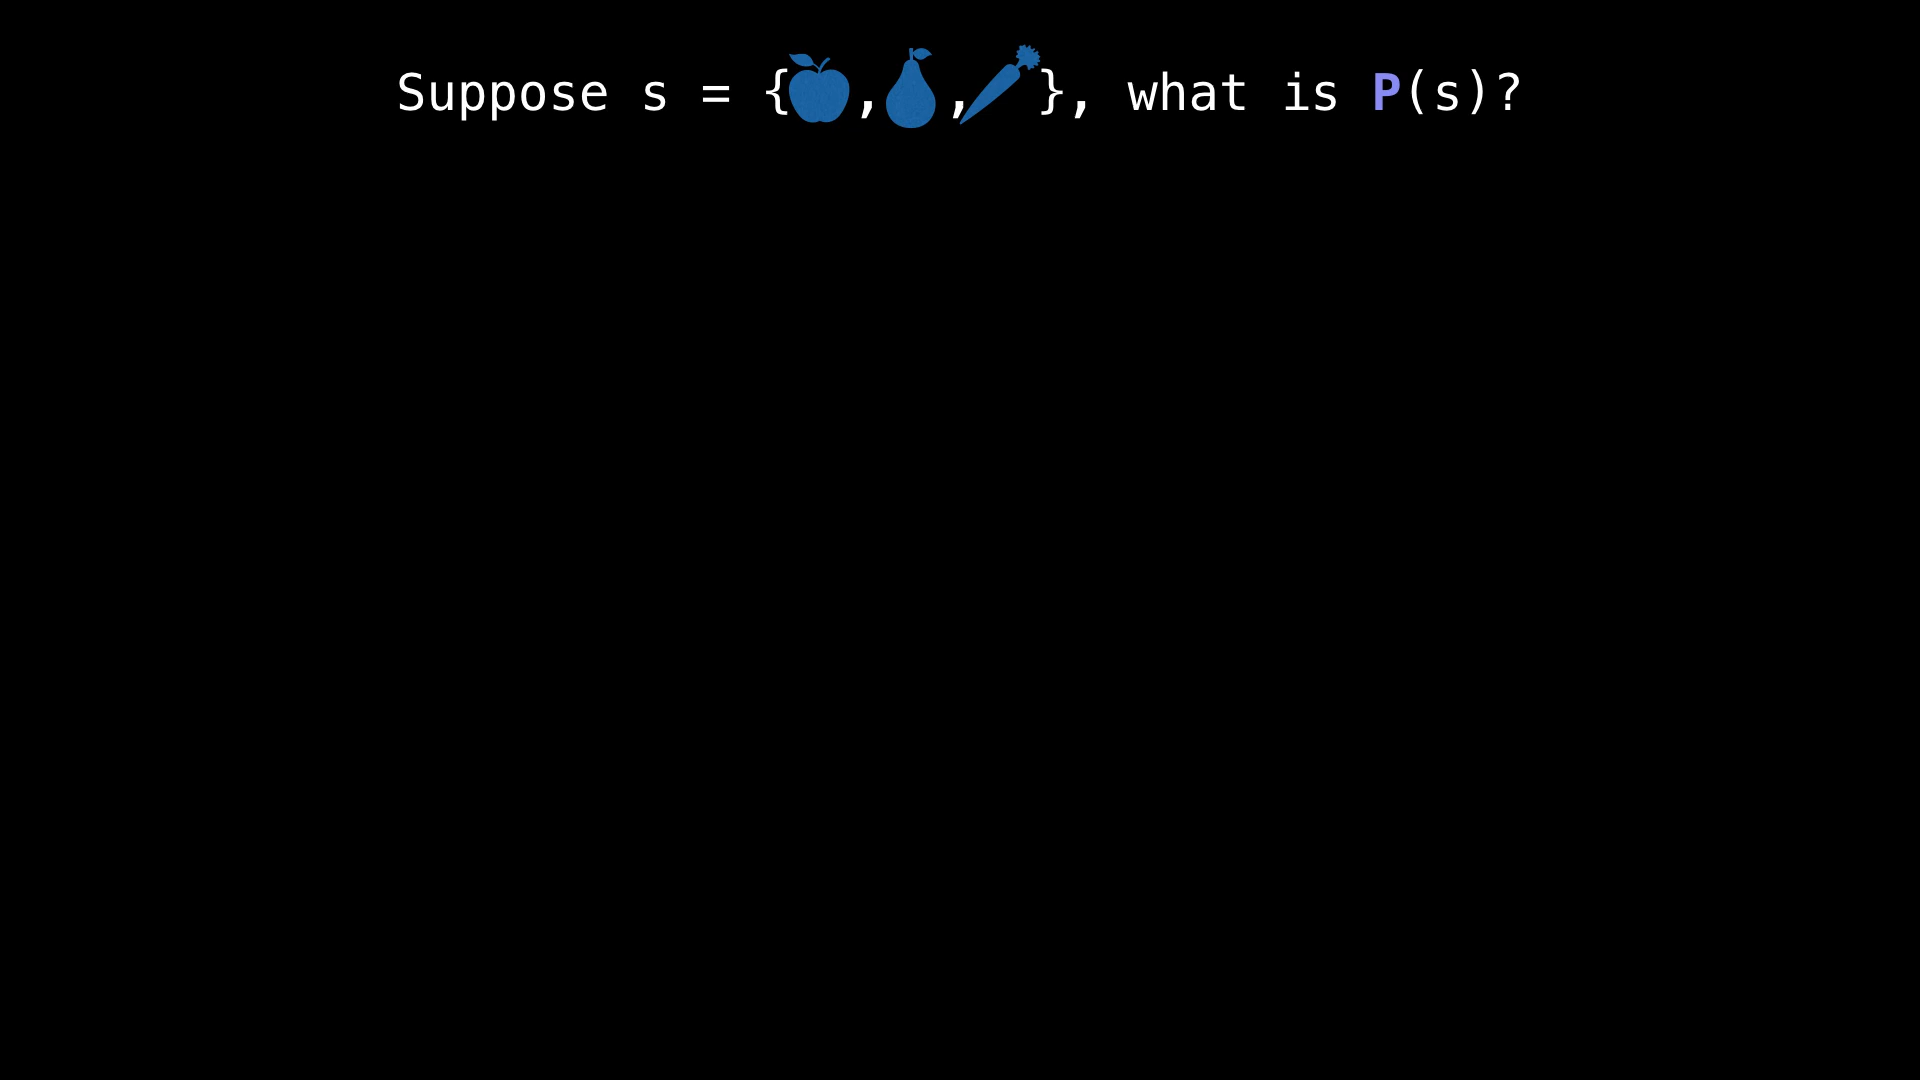 Suppose s = {,,}, what is P(s)?